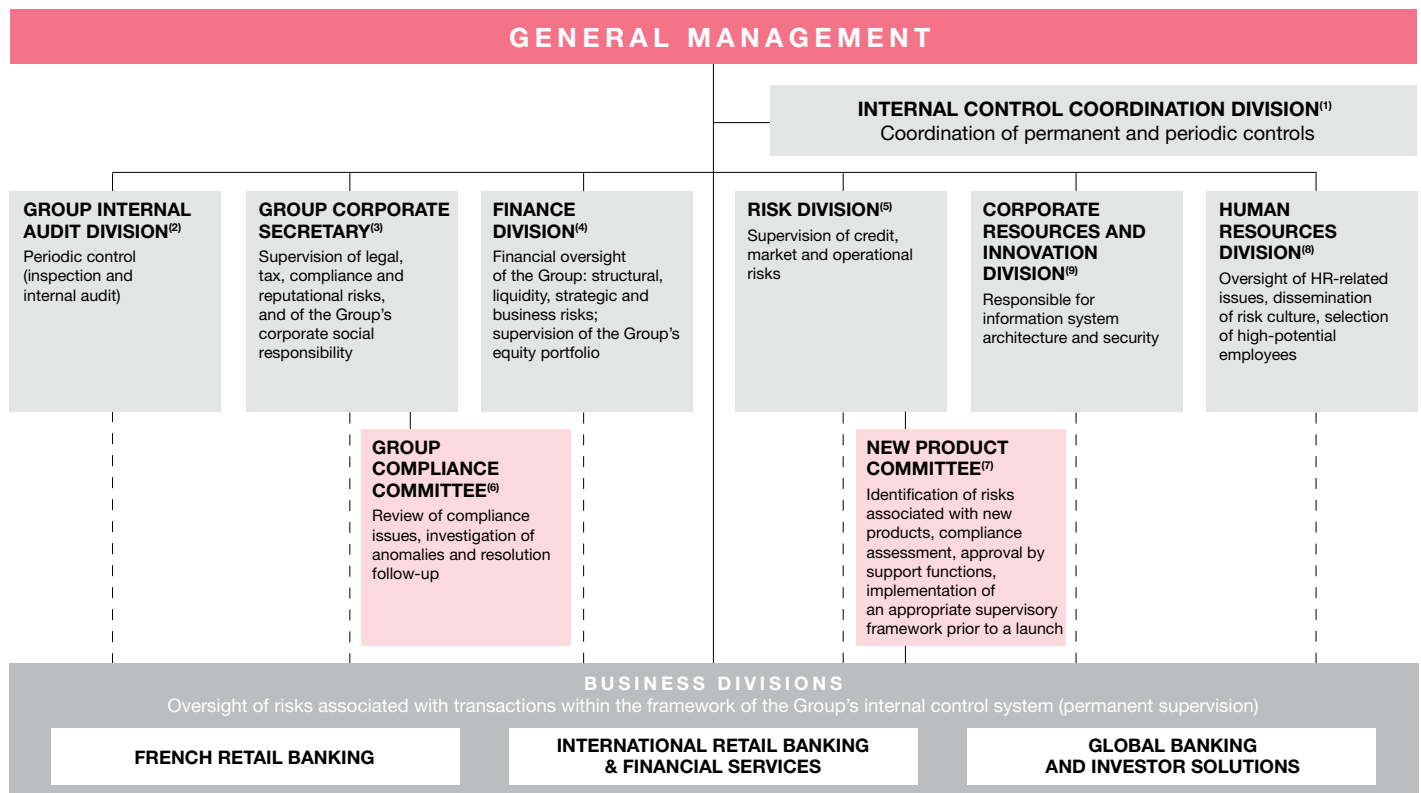 GENERAL MANAGEMENT
INTERNAL CONTROL COORDINATION DIVISION(1)
Coordination of permanent and periodic controls
GROUP INTERNAL
AUDIT DIVISION(2)
Periodic control
(inspection and
internal audit)
GROUP CORPORATE
SECRETARY(3)
Supervision of legal,
tax, compliance and
reputational risks,
and of the Group's
corporate social
responsibility
FINANCE
DIVISION(4)
Financial oversight
of the Group: structural,
liquidity, strategic and
business risks;
supervision of the Group's
equity portfolio
RISK DIVISION(5)
Supervision of credit,
market and operational
risks
CORPORATE
RESOURCES AND
INNOVATION
DIVISION(9)
Responsible for
information system
architecture and security
HUMAN
RESOURCES
DIVISION(8)
Oversight of HR-related
issues, dissemination
of risk culture, selection
of high-potential
employees
GROUP
COMPLIANCE
COMMITTEE(6)
Review of compliance
issues, investigation of
anomalies and resolution
follow-up
NEW PRODUCT
COMMITTEE(7)
Identification of risks
associated with new
products, compliance
assessment, approval by
support functions,
implementation of
an appropriate supervisory
framework prior to a launch
BUSINESS DIVISIONS
Oversight of risks associated with transactions within the framework of the Group's internal control system (permanent supervision)
FRENCH RETAIL BANKING
INTERNATIONAL RETAIL BANKING
& FINANCIAL SERVICES
GLOBAL BANKING
AND INVESTOR SOLUTIONS